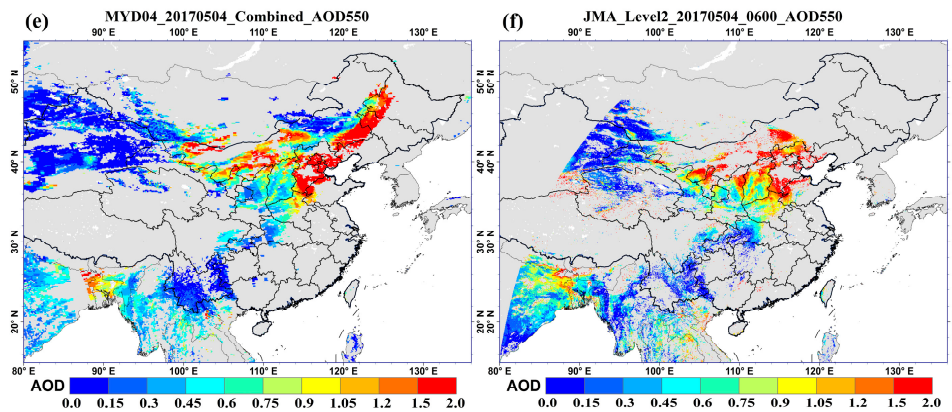 (e) MYD04_20170504_Combined_AOD550
90° E 100° E 110° E 120° E 130° E
50° N
40° N
30° N
20° N
80° E 90° E 100° E 110° E 120° E 130° E
AOD
0.0 0.15 0.3 0.45 0.6 0.75 0.9 1.05 1.2 1.5 2.0
(f) JMA_Level2_20170504_0600_AOD550
90° E 100° E 110° E 120° E 130° E
50° N
40° N
30° N
20° N
80° E 90° E 100° E 110° E 120° E 130° E
AOD
0.0 0.15 0.3 0.45 0.6 0.75 0.9 1.05 1.2 1.5 2.0